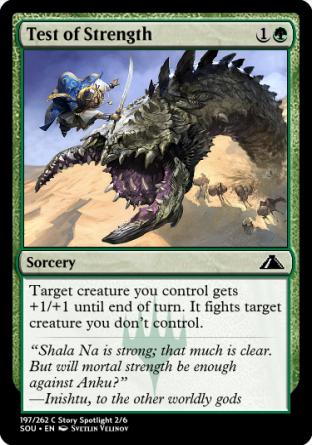 Test of Strength 1
Sorcery
Target creature you control gets
+1/+1 until end of turn. It fights target
creature you don't control.
“Shala Na is strong; that much is clear.
But will mortal strength be enough
against Anku?”
—Inishtu, to the other worldly gods
197/262 C Story Spotlight 2/6
SOU • EN Svetlin Velinov